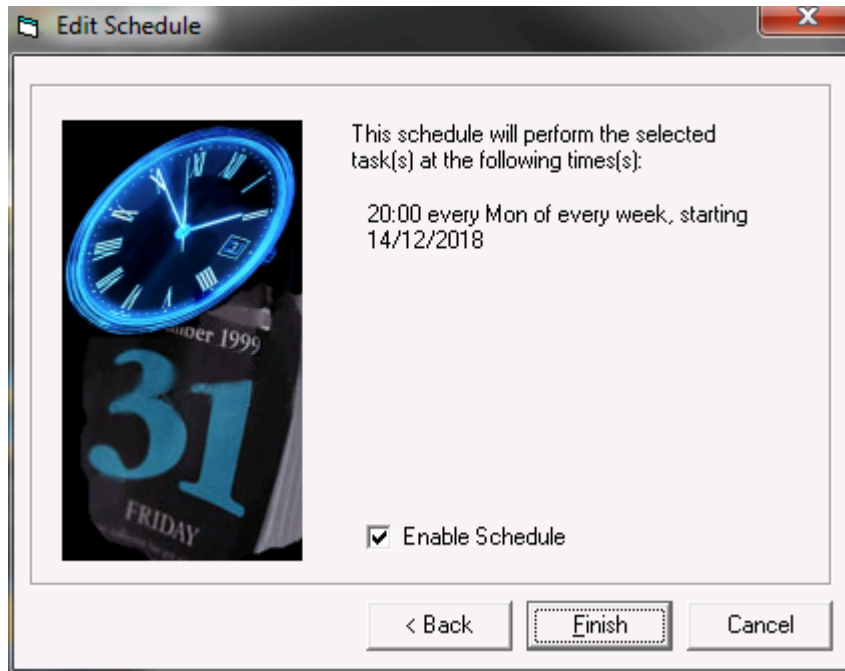 Edit Schedule
This schedule will perform the selected
task(s) at the following times(s):
20:00 every Mon of every week, starting
14/12/2018
mber 1999
31
FRIDAY
Enable Schedule
< Back
Finish
Cancel